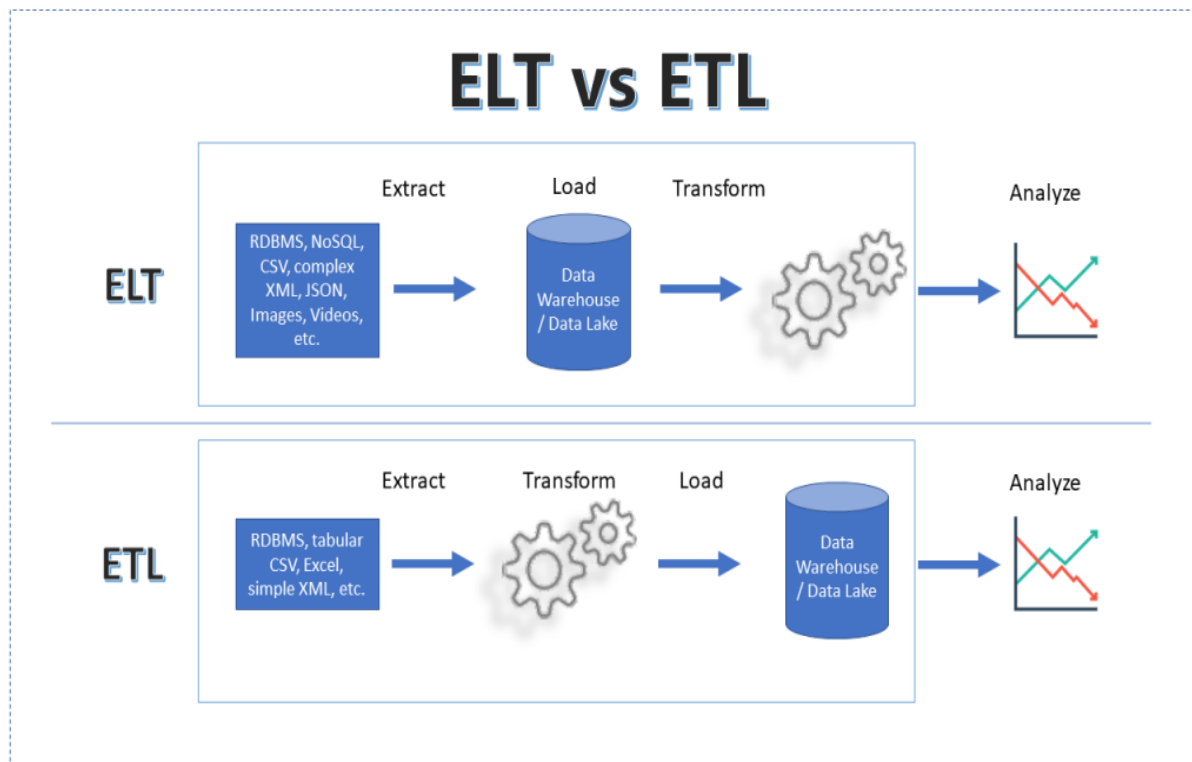 ELT vs ETL
Extract
Load
Transform
Analyze
ELT
RDBMS, NoSQL,
CSV, complex
XML, JSON,
Images, Videos,
etc.
Data
Warehouse
/ Data Lake
Extract
Transform
Load
Analyze
ETL
RDBMS, tabular
CSV, Excel,
simple XML, etc.
Data
Warehouse
/ Data Lake